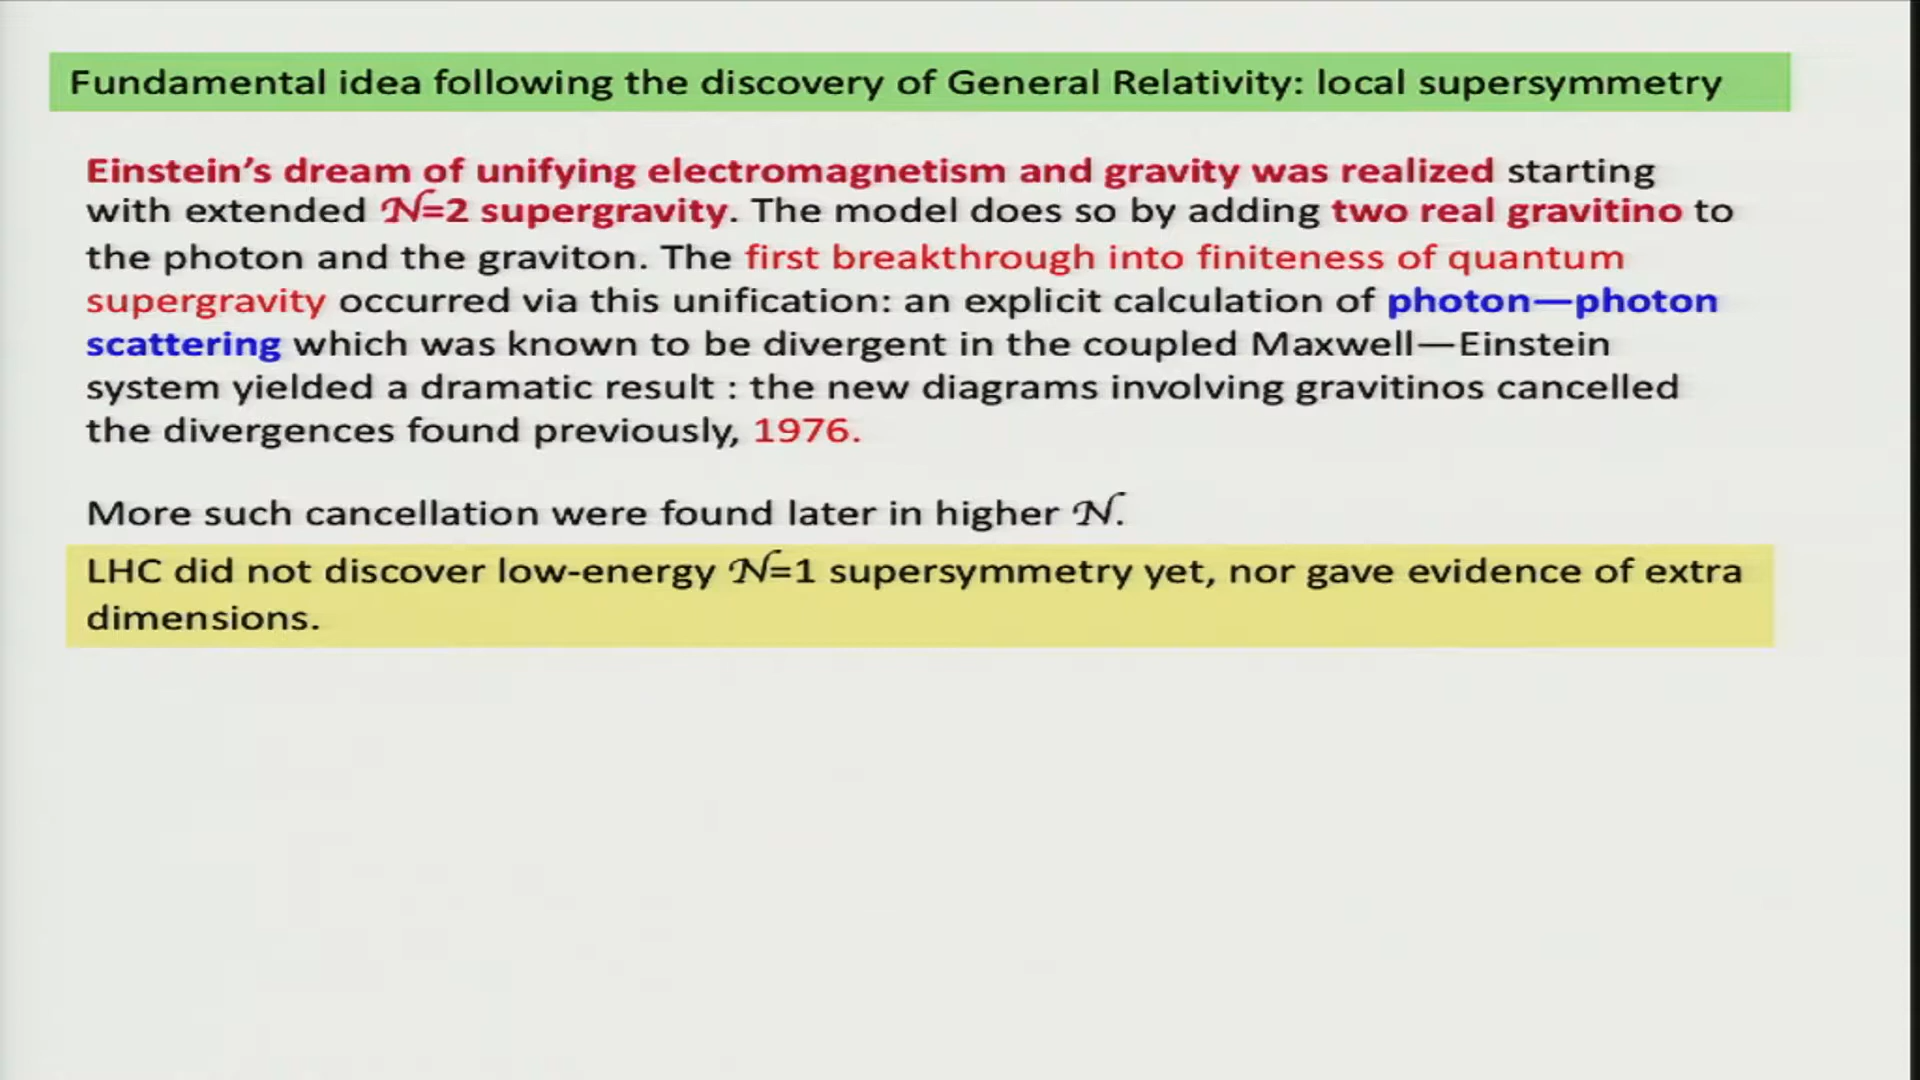 Fundamental idea following the discovery of General Relativity: local supersymmetry
Einstein’s dream of unifying electromagnetism and gravity was realized starting
with extended 𝒩=2 supergravity. The model does so by adding two real gravitino to
the photon and the graviton. The first breakthrough into finiteness of quantum
supergravity occurred via this unification: an explicit calculation of photon—photon
scattering which was known to be divergent in the coupled Maxwell—Einstein
system yielded a dramatic result : the new diagrams involving gravitinos cancelled
the divergences found previously, 1976.
More such cancellation were found later in higher 𝒩.
LHC did not discover low-energy 𝒩=1 supersymmetry yet, nor gave evidence of extra
dimensions.